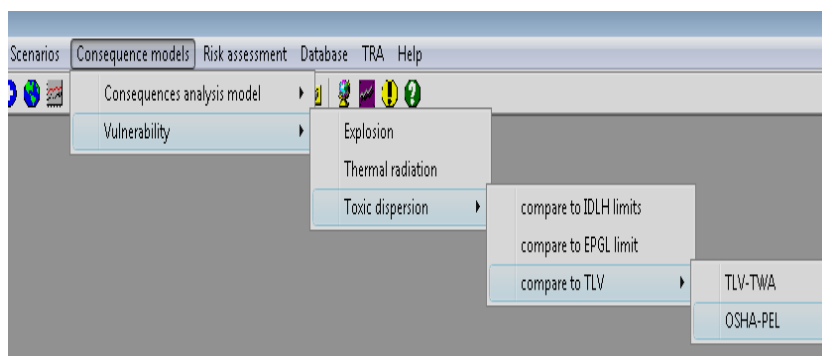 Scenarios Consequence models Risk assessment Database TRA Help
Consequences analysis model
Vulnerability
Explosion
Thermal radiation
Toxic dispersion
compare to IDLH limits
compare to EPGL limit
compare to TLV
TLV-TWA
OSHA-PEL